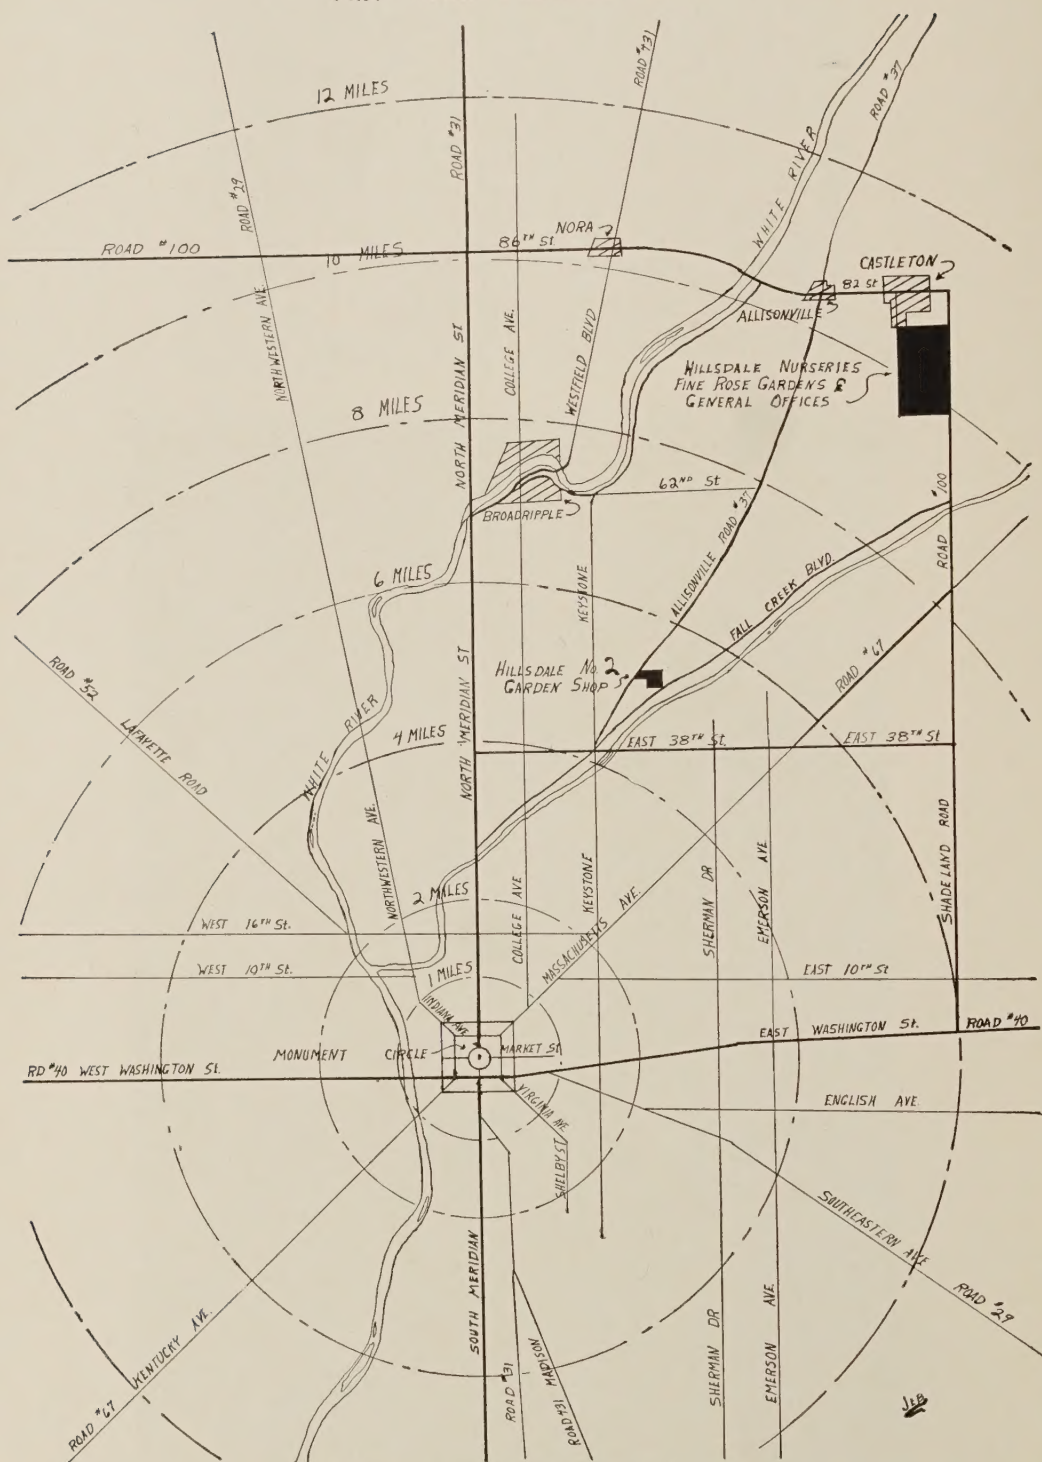 12 MILES
ROAD #31
ROAD #431
ROAD #37
ROAD #29
WHITE RIVER
ROAD #100
10 MILES
86TH ST.
NORA
CASTLETON
82 St
ALLISONVILLE
NORTHWESTERN AVE.
NORTH MERIDIAN ST
COLLEGE AVE.
WESTFIELD BLVD
HILLSDALE NURSERIES
FINE ROSE GARDENS &
GENERAL OFFICES
8 MILES
62ND St
BROADRIPPLE
ROAD #100
ALLISONVILLE ROAD #37
6 MILES
KEYSTONE
FALL CREEK BLVD.
ROAD #67
ROAD #52
LAFAYETTE ROAD
HILLSDALE No. 2
GARDEN SHOP
NORTH MERIDIAN ST
WHITE RIVER
4 MILES
EAST 38TH St.
EAST 38TH St
NORTHWESTERN AVE.
2 MILES
COLLEGE AVE
KEYSTONE
MASSACHUSETTS AVE.
SHERMAN DR
EMERSON AVE
SHADELAND ROAD
WEST 16TH St.
WEST 10TH St.
1 MILES
EAST 10TH St
INDIANA AVE
MONUMENT CIRCLE
MARKET St
EAST WASHINGTON St.
ROAD #40
RD #40 WEST WASHINGTON St.
VIRGINIA AVE
ENGLISH AVE.
SHELBY ST
SOUTHEASTERN AVE
ROAD #29
SOUTH MERIDIAN
KENTUCKY AVE.
ROAD #67
ROAD #31
ROAD 431 MADISON
SHERMAN DR
EMERSON AVE.
JEB